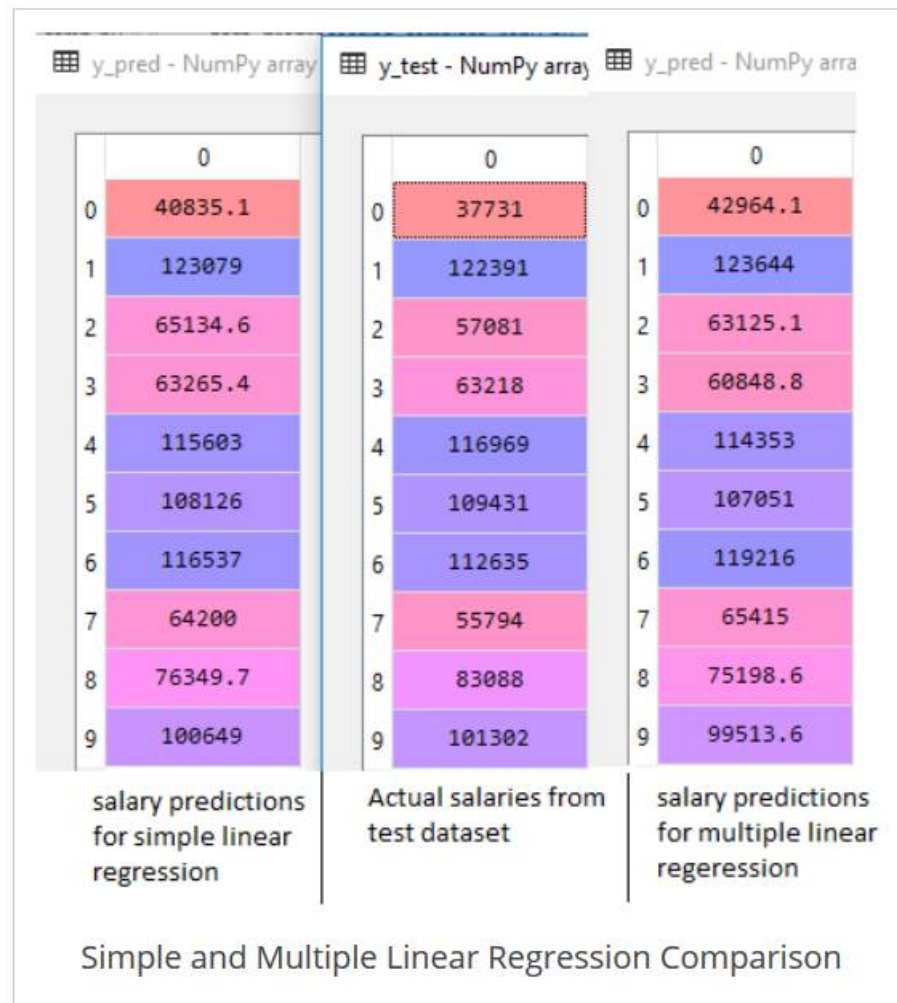 y_pred - NumPy array
y_test - NumPy array
y_pred - NumPy arra
0 0 0
0 40835.1 0 37731 0 42964.1
1 123079 1 122391 1 123644
2 65134.6 2 57081 2 63125.1
3 63265.4 3 63218 3 60848.8
4 115603 4 116969 4 114353
5 108126 5 109431 5 107051
6 116537 6 112635 6 119216
7 64200 7 55794 7 65415
8 76349.7 8 83088 8 75198.6
9 100649 9 101302 9 99513.6
salary predictions
for simple linear
regression
Actual salaries from
test dataset
salary predictions
for multiple linear
regeression
Simple and Multiple Linear Regression Comparison